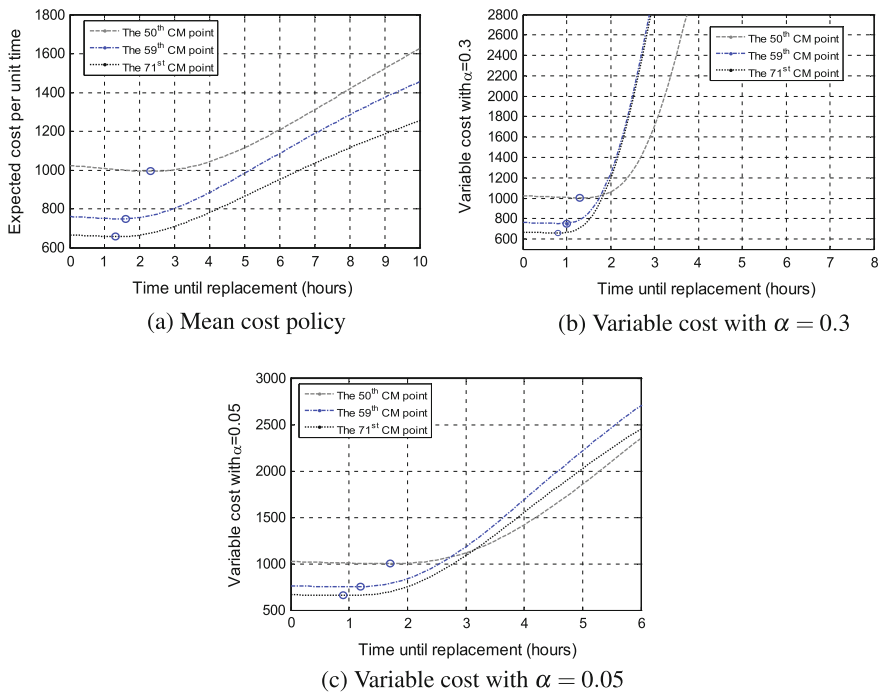 1800
1600
1400
1200
1000
800
600
Expected cost per unit time
The 50th CM point
The 59th CM point
The 71st CM point
0 1 2 3 4 5 6 7 8 9 10
Time until replacement (hours)
(a) Mean cost policy
2800
2600
2400
2200
2000
1800
1600
1400
1200
1000
800
600
Variable cost withα=0.3
The 50th CM point
The 59th CM point
The 71st CM point
0 1 2 3 4 5 6 7 8
Time until replacement (hours)
(b) Variable cost with α = 0.3
3000
2500
2000
1500
1000
500
Variable cost withα=0.05
The 50th CM point
The 59th CM point
The 71st CM point
0 1 2 3 4 5 6
Time until replacement (hours)
(c) Variable cost with α = 0.05